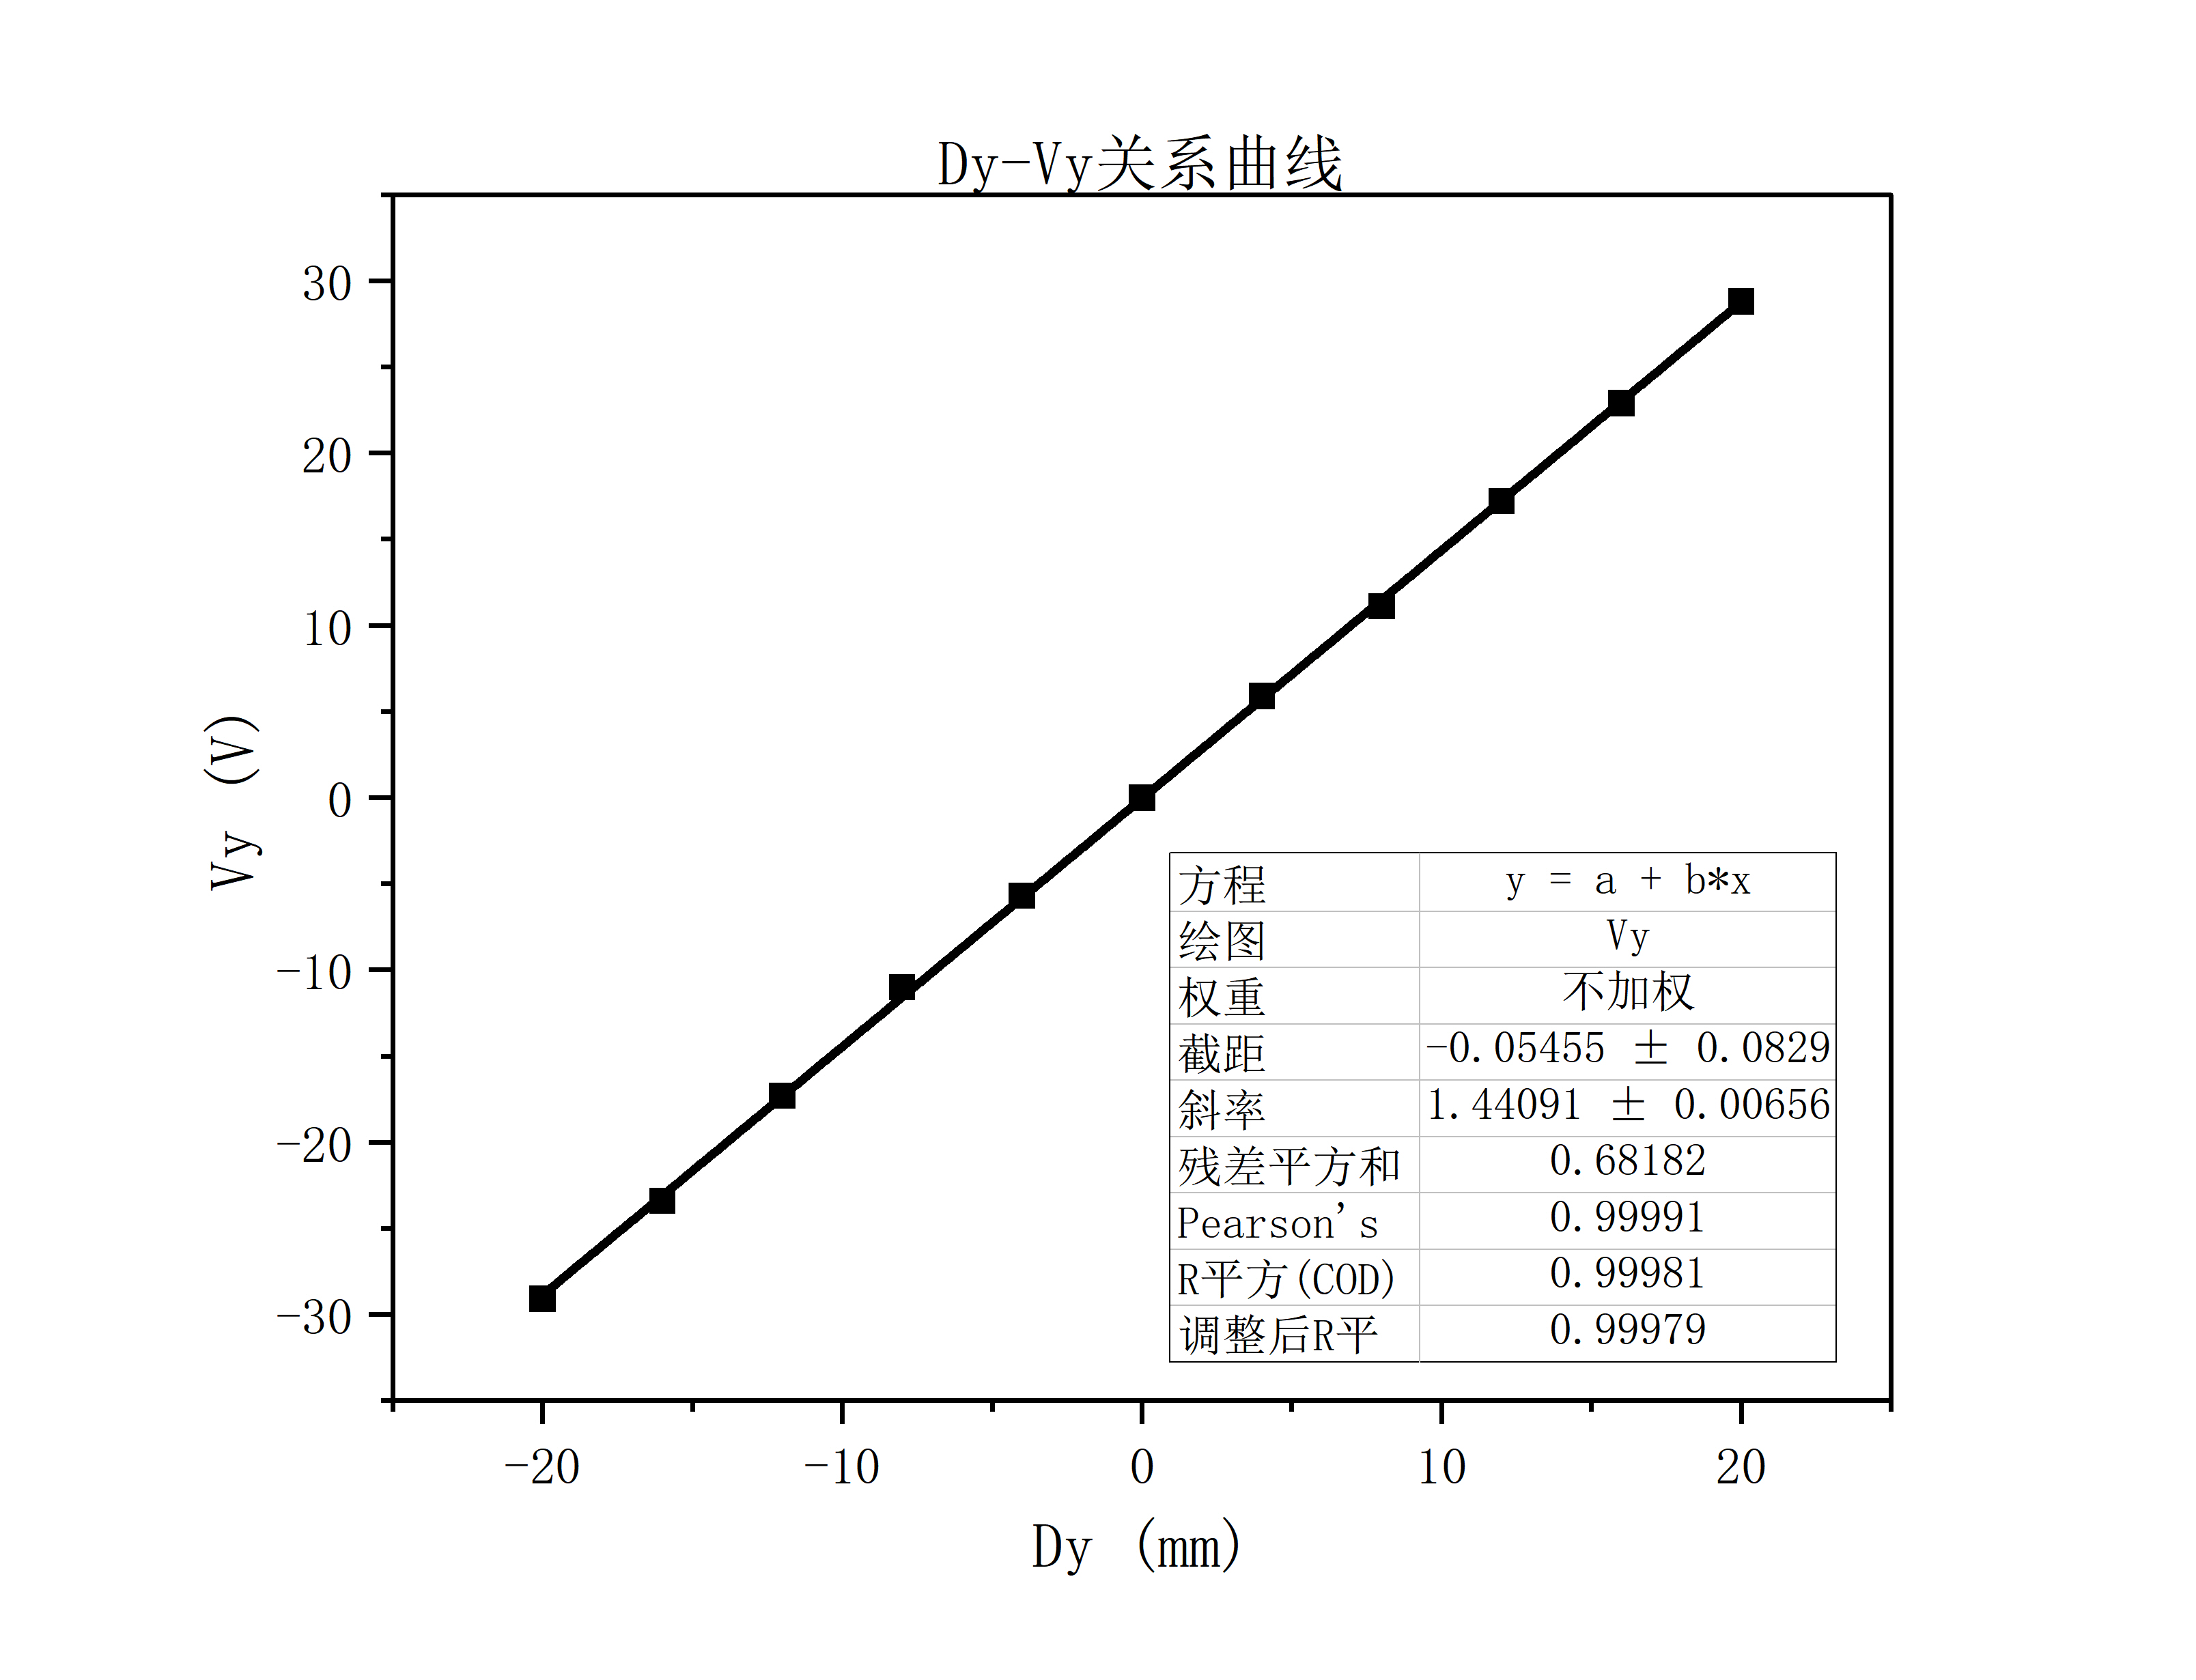 Dy-Vy关系曲线
30
20
10
0
-10
-20
-30
Vy (V)
方程 y = a + b*x
绘图 Vy
权重 不加权
截距 -0.05455 ± 0.0829
斜率 1.44091 ± 0.00656
残差平方和 0.68182
Pearson's 0.99991
R平方(COD) 0.99981
调整后R平 0.99979
-20 -10 0 10 20
Dy (mm)